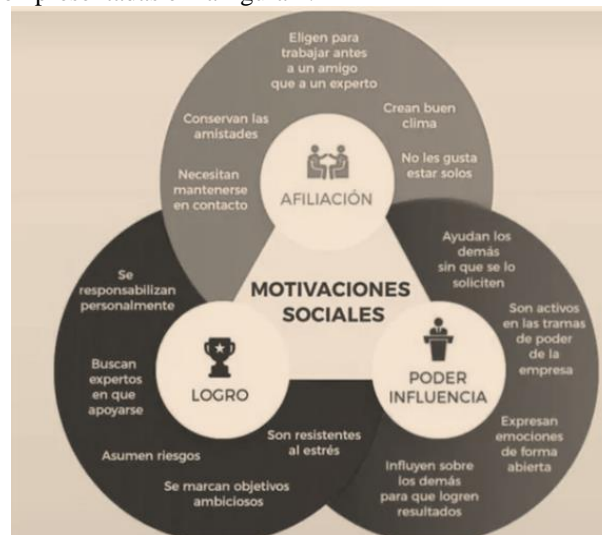 Eligen para
trabajar antes
a un amigo
que a un experto
Conservan las
amistades
Crean buen
clima
Necesitan
mantenerse
en contacto
No les gusta
estar solos
AFILIACIÓN
MOTIVACIONES
SOCIALES
Se
responsabilizan
personalmente
Buscan
expertos
en que
apoyarse
Asumen riesgos
Se marcan objetivos
ambiciosos
Son resistentes
al estrés
LOGRO
Ayudan los
demás
sin que se lo
soliciten
Son activos
en las tramas
de poder
de la
empresa
Expresan
emociones
de forma
abierta
Influyen sobre
los demás
para que logren
resultados
PODER
INFLUENCIA